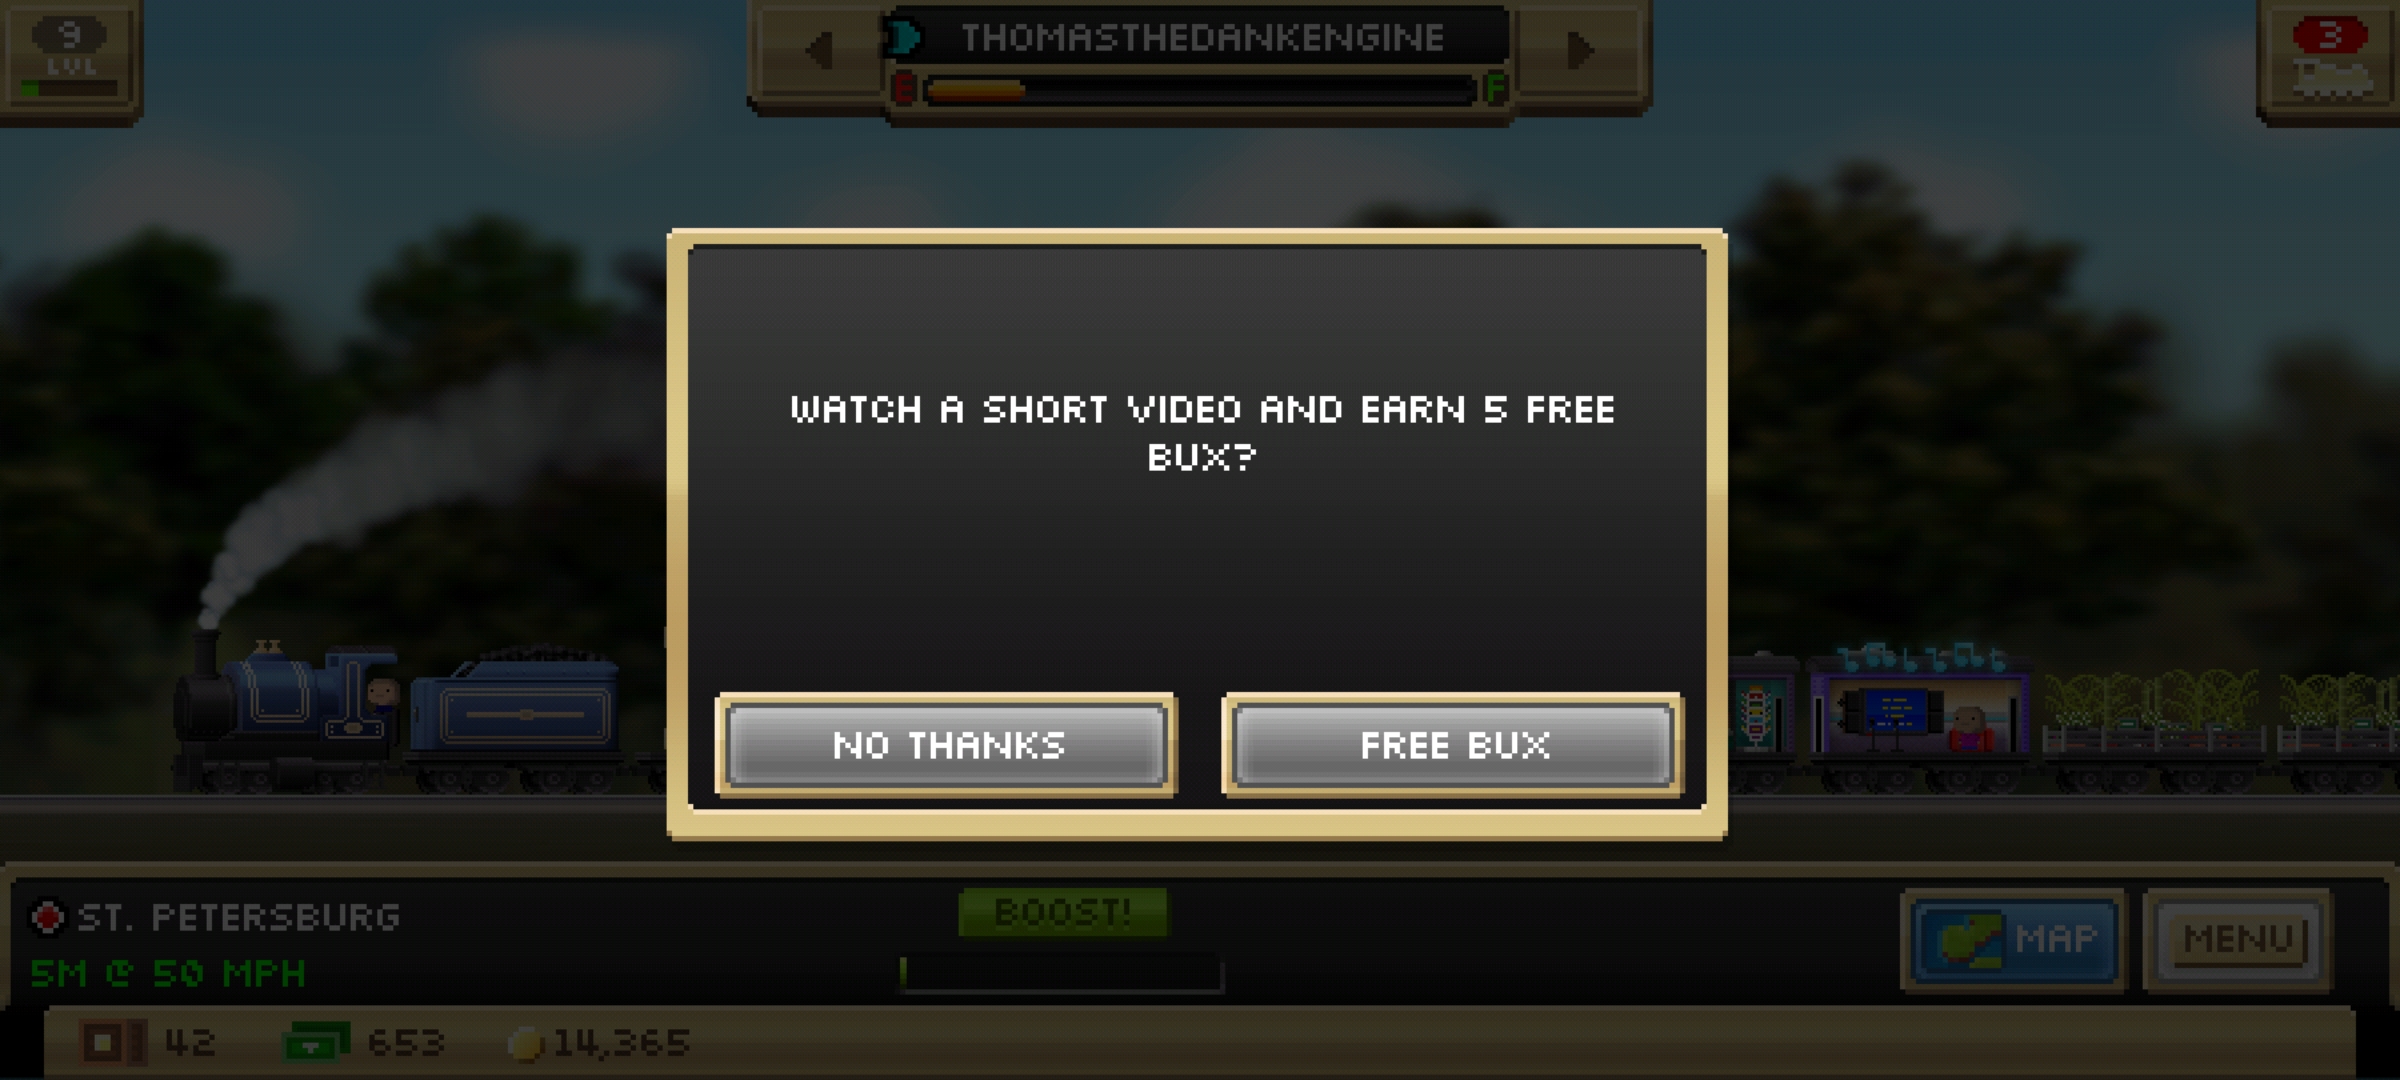 9
LVL
THOMASTHEDANKENGINE
E F
3
WATCH A SHORT VIDEO AND EARN 5 FREE
BUX?
NO THANKS
FREE BUX
ST. PETERSBURG
5M @ 50 MPH
BOOST!
MAP
MENU
42
653
14,365